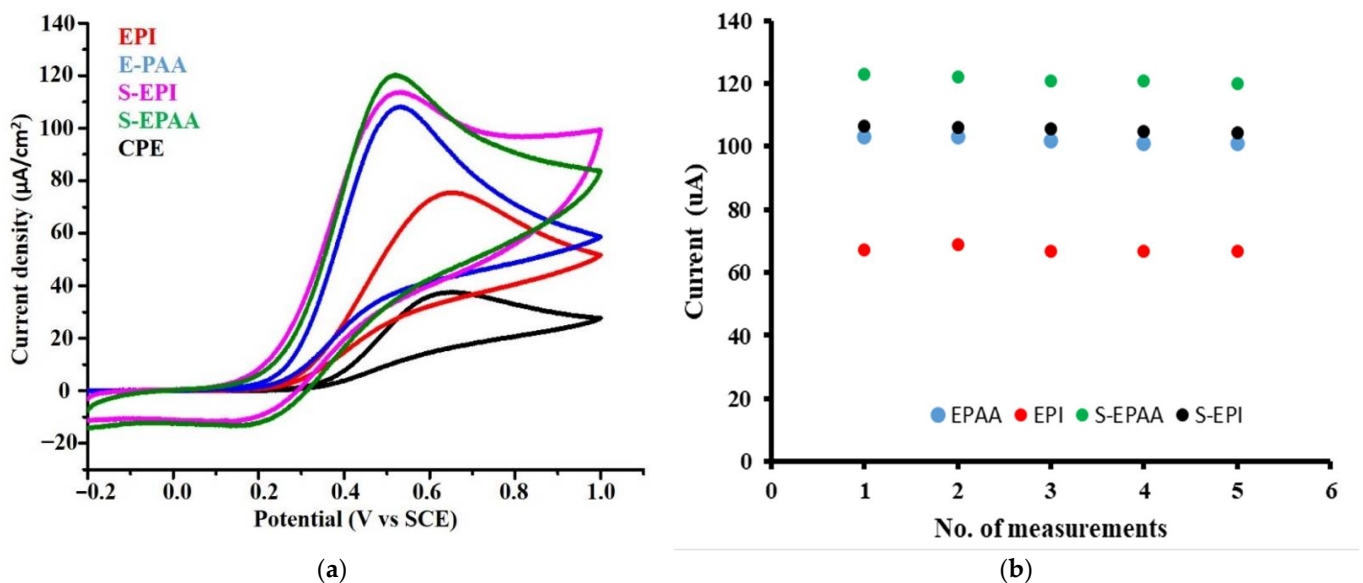 140
120
100
80
60
40
20
0
−20
Current density (µA/cm²)
EPI
E-PAA
S-EPI
S-EPAA
CPE
−0.2 0.0 0.2 0.4 0.6 0.8 1.0
Potential (V vs SCE)
(a)
140
120
100
80
60
40
20
0
Current (uA)
EPAA EPI S-EPAA S-EPI
0 1 2 3 4 5 6
No. of measurements
(b)